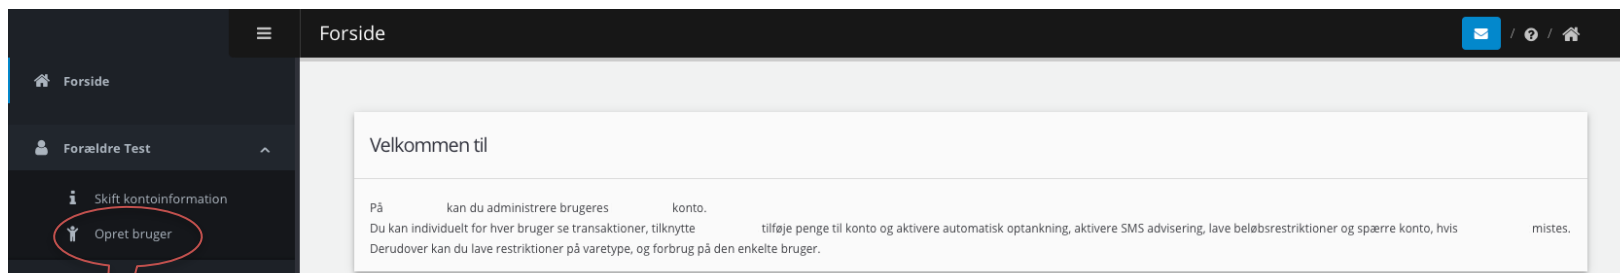 Forside
/ /
Forside
Forældre Test
Skift kontoinformation
Opret bruger
Velkommen til
På kan du administrere brugeres konto.
Du kan individuelt for hver bruger se transaktioner, tilknytte tilføje penge til konto og aktivere automatisk optankning, aktivere SMS advisering, lave beløbsrestriktioner og spærre konto, hvis mistes.
Derudover kan du lave restriktioner på varetype, og forbrug på den enkelte bruger.